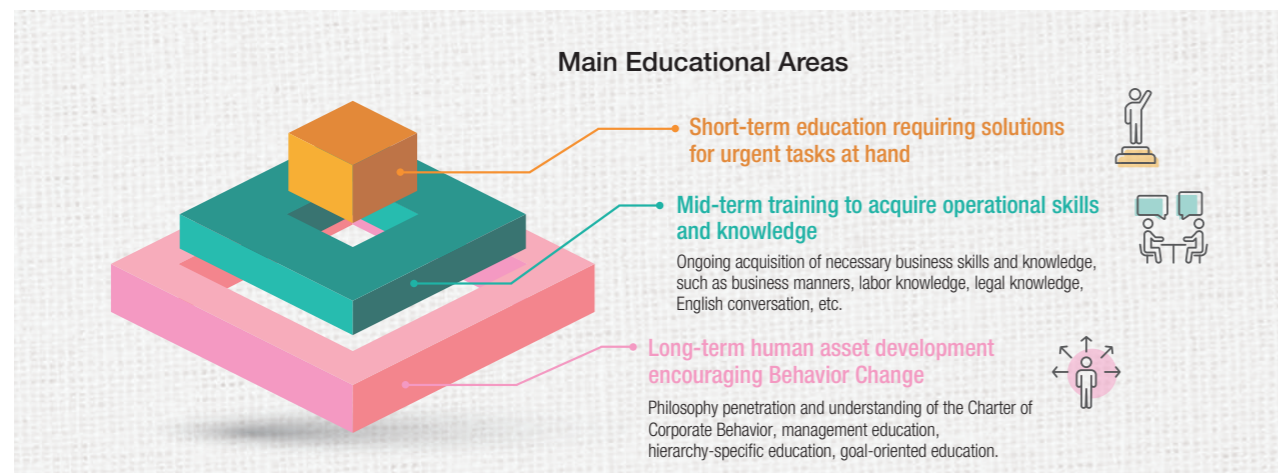 Main Educational Areas
Short-term education requiring solutions
for urgent tasks at hand
Mid-term training to acquire operational skills
and knowledge
Ongoing acquisition of necessary business skills and knowledge,
such as business manners, labor knowledge, legal knowledge,
English conversation, etc.
Long-term human asset development
encouraging Behavior Change
Philosophy penetration and understanding of the Charter of
Corporate Behavior, management education,
hierarchy-specific education, goal-oriented education.